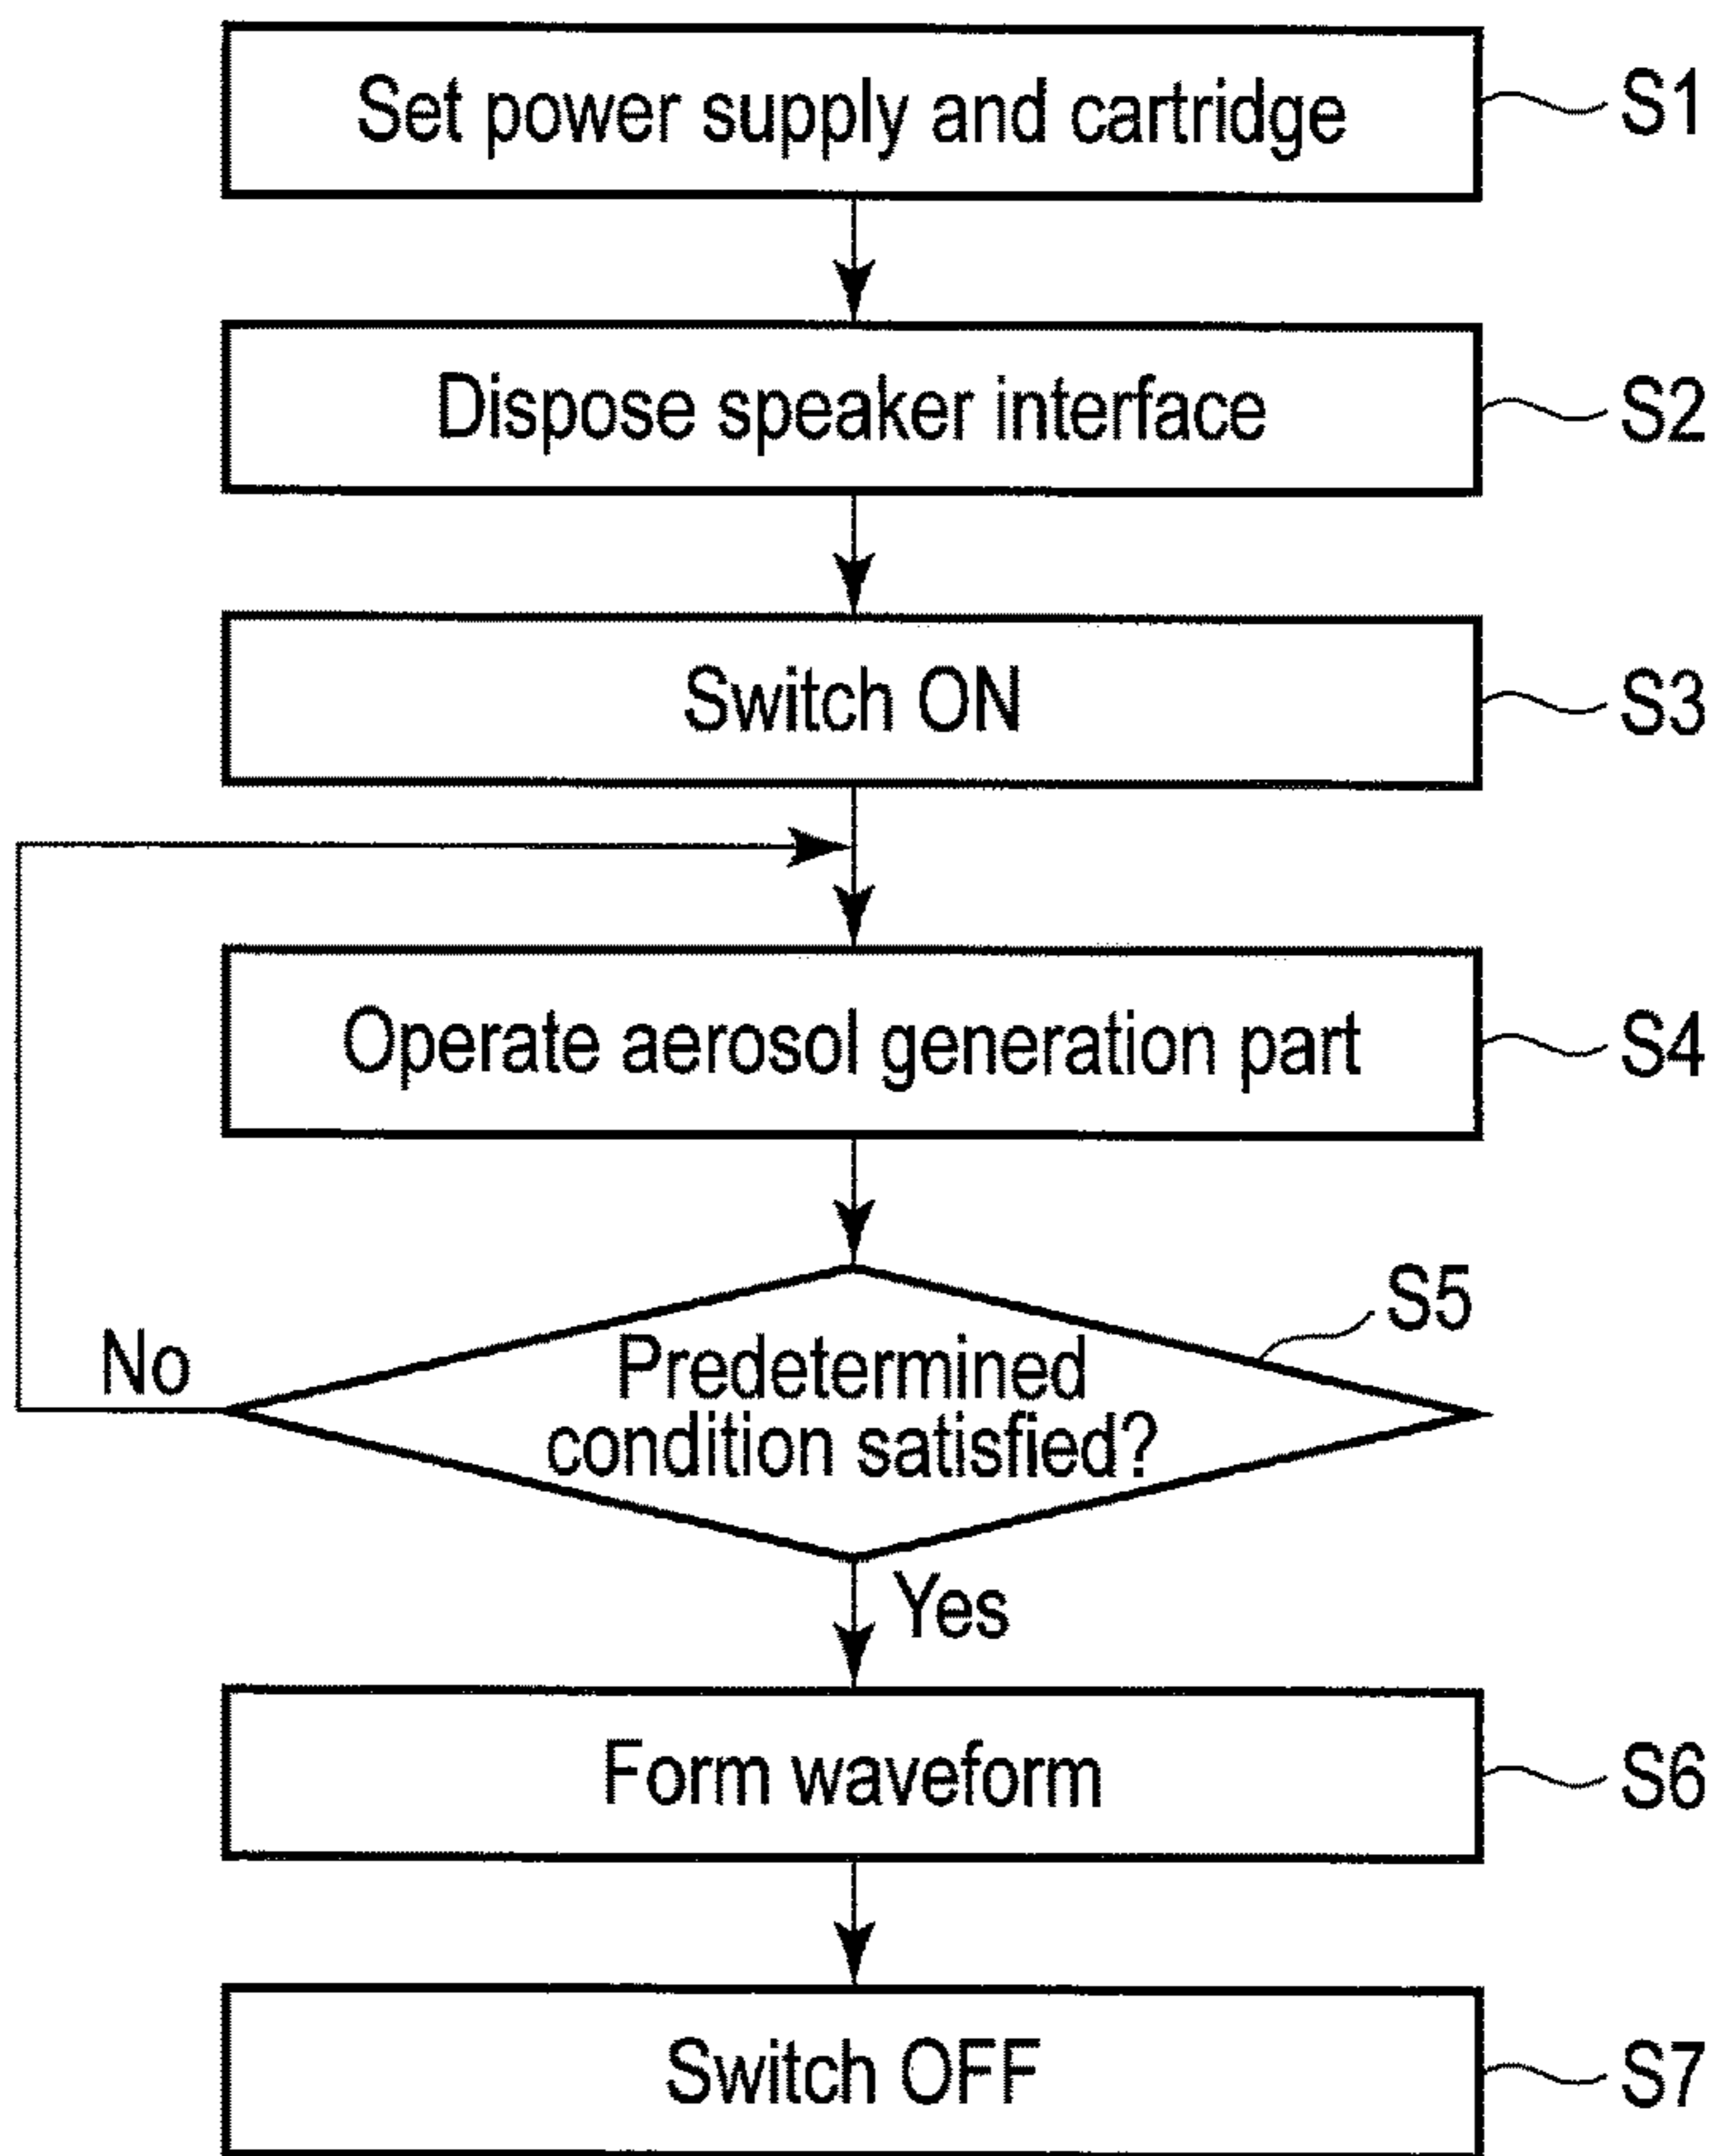 Set power supply and cartridge
S1
Dispose speaker interface
S2
Switch ON
S3
Operate aerosol generation part
S4
S5
No
Predetermined
condition satisfied?
Yes
Form waveform
S6
Switch OFF
S7